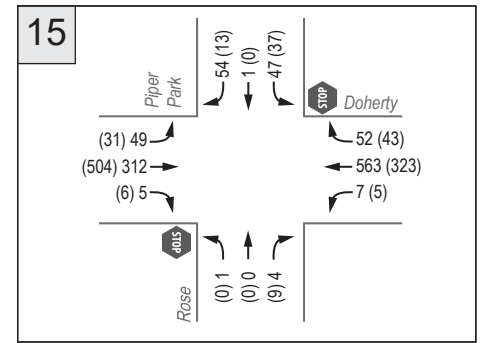 15
54 (13)
1 (0)
47 (37)
Piper
Park
STOP
Doherty
(31) 49
(504) 312
(6) 5
52 (43)
563 (323)
7 (5)
STOP
Rose
(0) 1
(0) 0
(9) 4